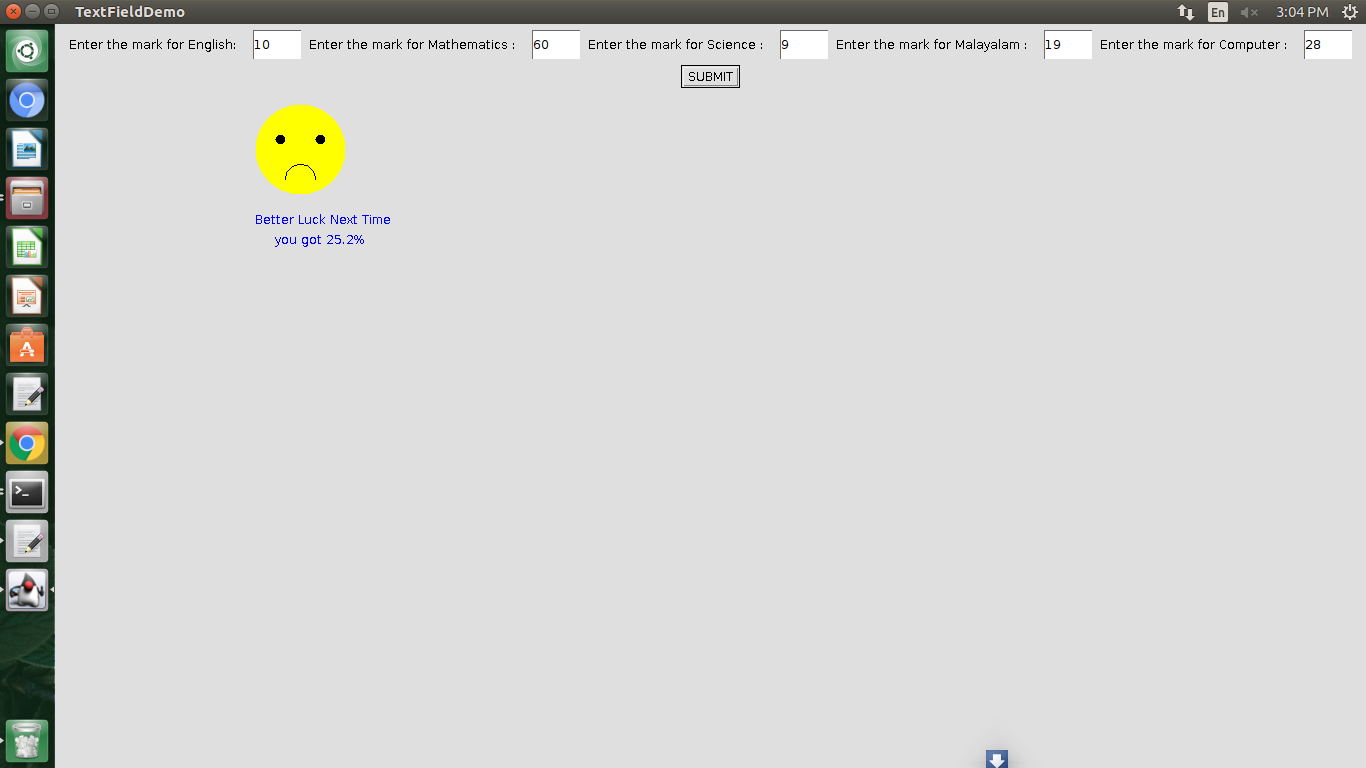 TextFieldDemo
En
3:04 PM
Enter the mark for English: 10 Enter the mark for Mathematics : 60 Enter the mark for Science : 9 Enter the mark for Malayalam : 19 Enter the mark for Computer : 28
SUBMIT
Better Luck Next Time
you got 25.2%